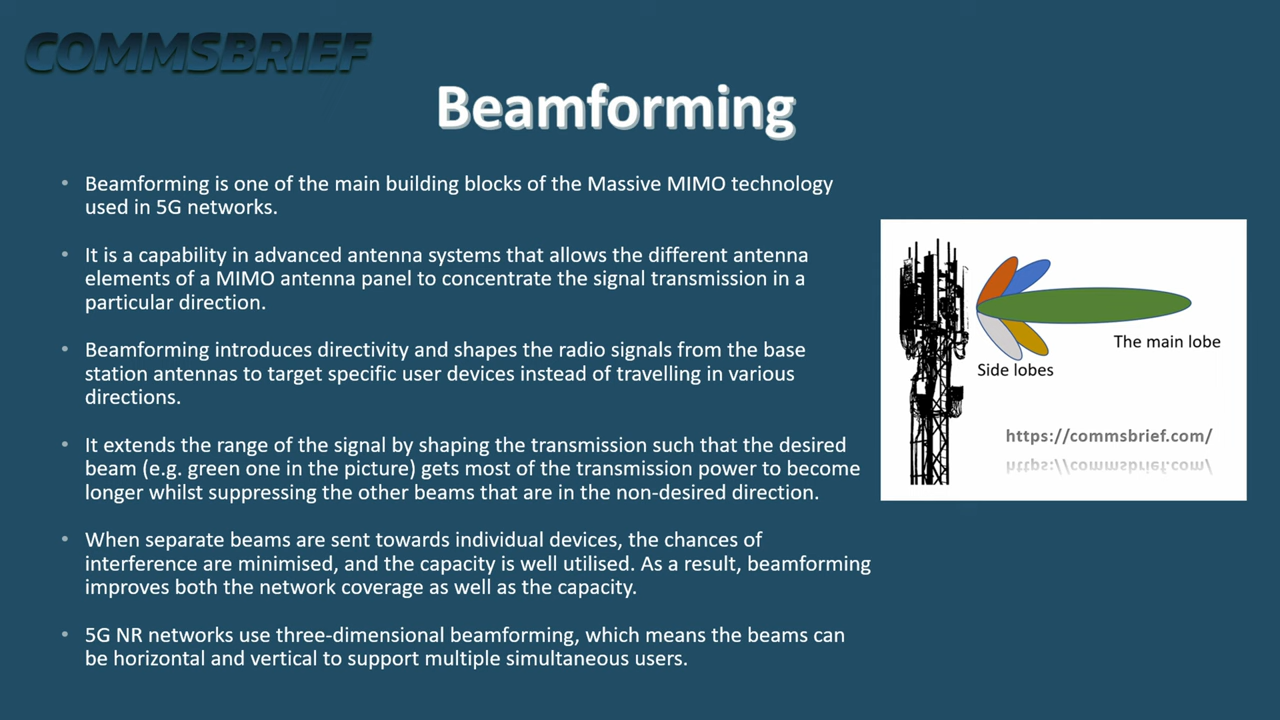 COMMSBRIEF
Beamforming
• Beamforming is one of the main building blocks of the Massive MIMO technology
used in 5G networks.
• It is a capability in advanced antenna systems that allows the different antenna
elements of a MIMO antenna panel to concentrate the signal transmission in a
particular direction.
• Beamforming introduces directivity and shapes the radio signals from the base
station antennas to target specific user devices instead of travelling in various
directions.
• It extends the range of the signal by shaping the transmission such that the desired
beam (e.g. green one in the picture) gets most of the transmission power to become
longer whilst suppressing the other beams that are in the non-desired direction.
• When separate beams are sent towards individual devices, the chances of
interference are minimised, and the capacity is well utilised. As a result, beamforming
improves both the network coverage as well as the capacity.
• 5G NR networks use three-dimensional beamforming, which means the beams can
be horizontal and vertical to support multiple simultaneous users.
The main lobe
Side lobes
https://commsbrief.com/